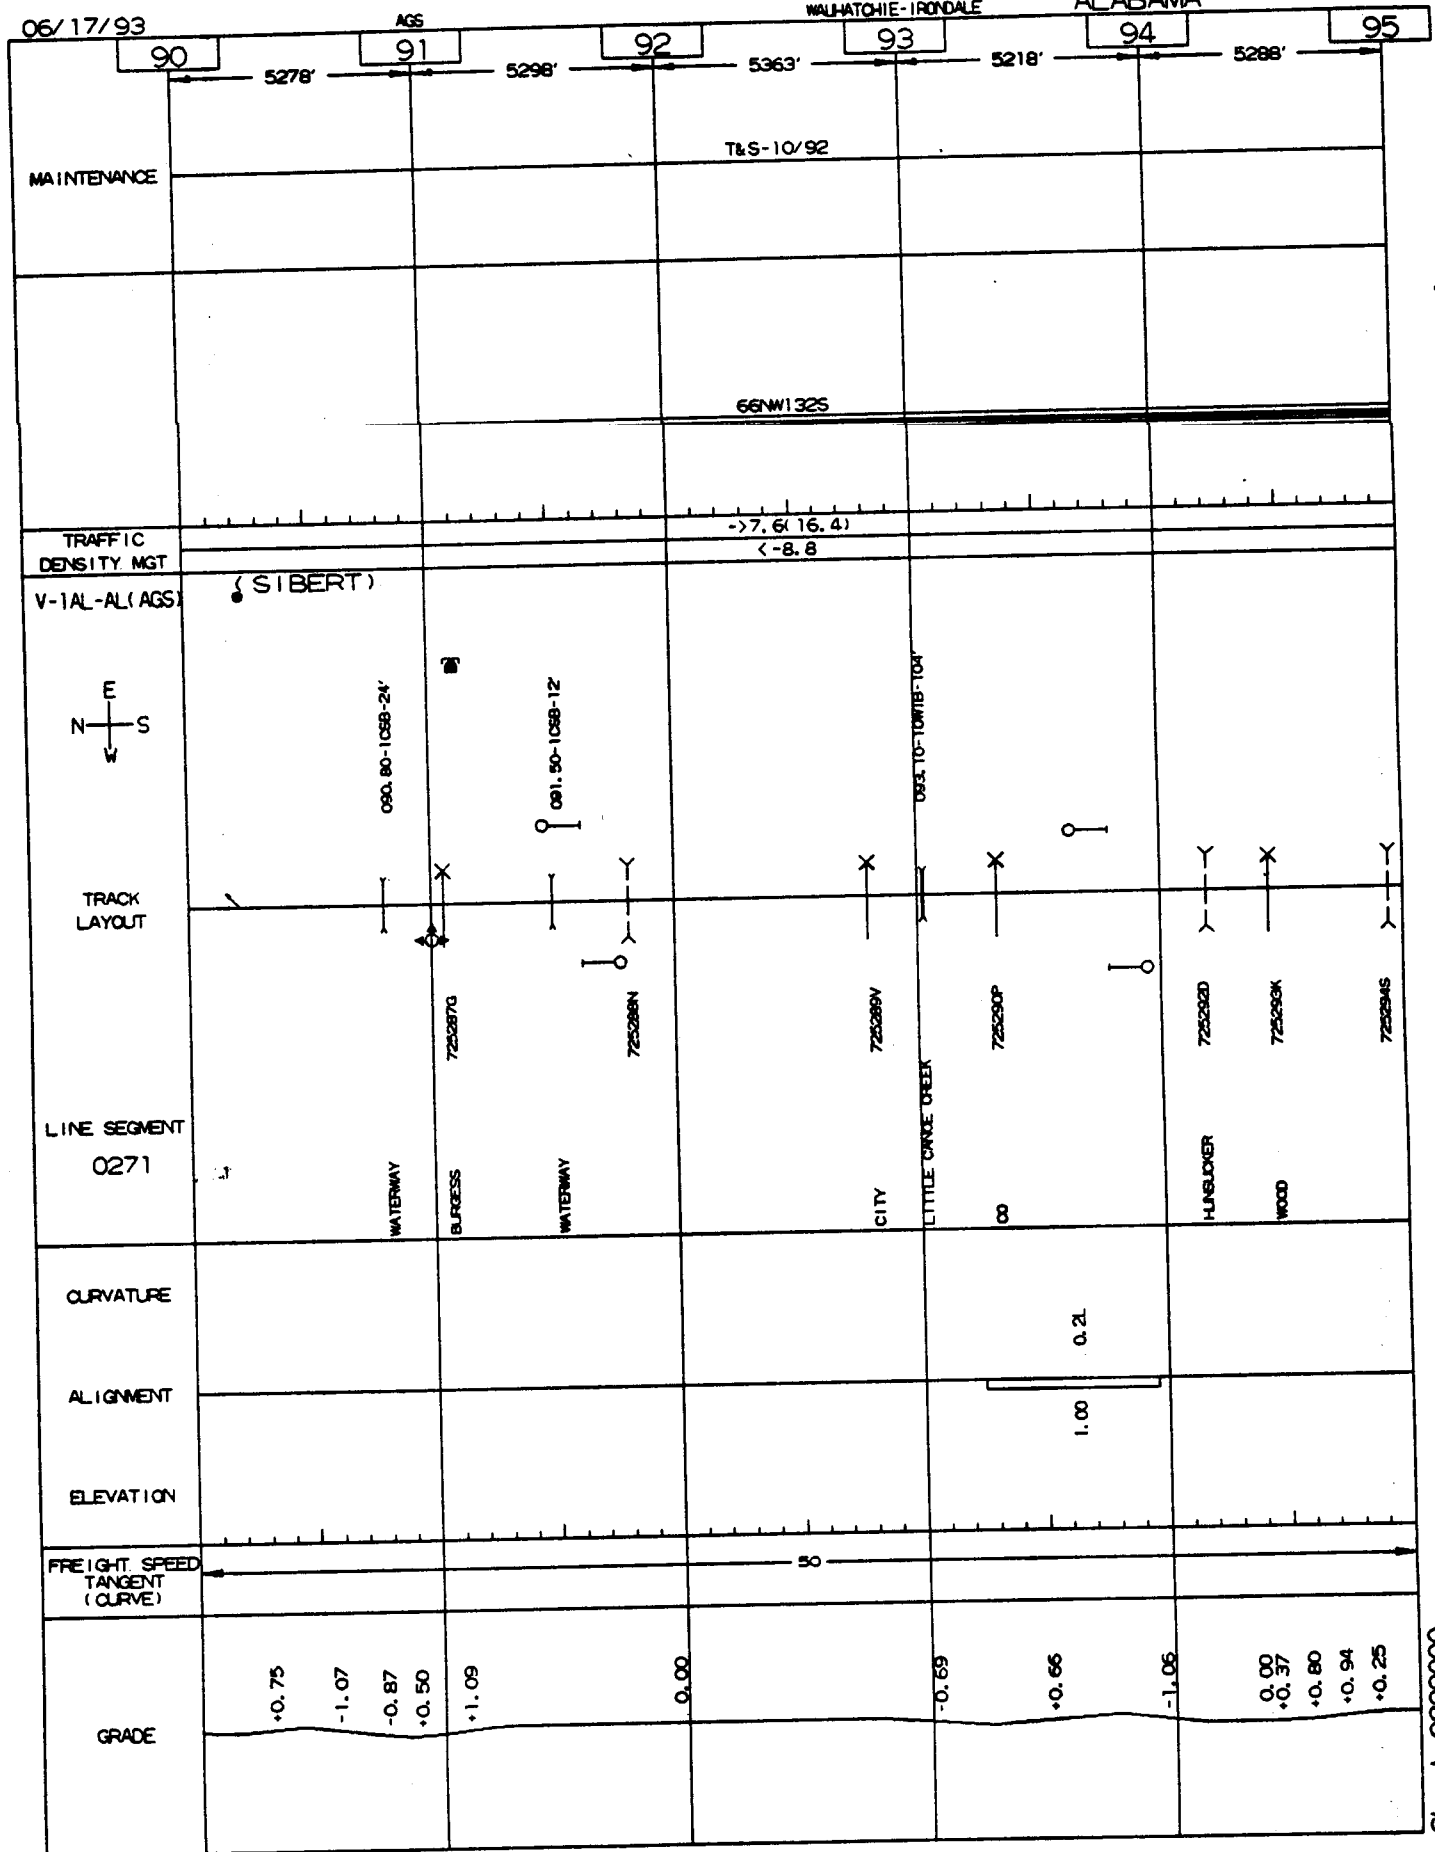 06/17/93 AGS WAUHATCHIE-IRONDALE ALABAMA
90 91 92 93 94 95
5278' 5298' 5363' 5218' 5288'
T&S-10/92
MAINTENANCE
66NW132S
TRAFFIC
DENSITY MGT
->7.6(16.4)
<-8.8
V-1AL-AL(AGS)
(SIBERT)
E
N S
W
090.80-1CSB-24'
091.50-1CSB-12'
093.10-1OWIB-104'
TRACK
LAYOUT
725287G
725288N
725289V
725290P
725292D
725293K
725294S
LINE SEGMENT
0271
WATERWAY
BURGESS
WATERWAY
CITY
LITTLE CANOE CREEK
CO
HUNSUCKER
WOOD
CURVATURE
0.2L
ALIGNMENT
1.00
ELEVATION
FREIGHT SPEED
TANGENT
(CURVE)
50
GRADE
+0.75
-1.07
-0.87
+0.50
+1.09
0.00
-0.69
+0.66
-1.06
0.00
+0.37
+0.80
+0.94
+0.25